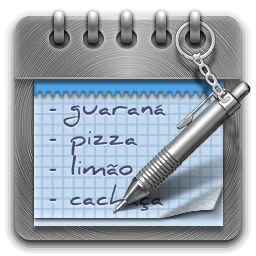 - guaraná
- pizza
- limão
- cachaça